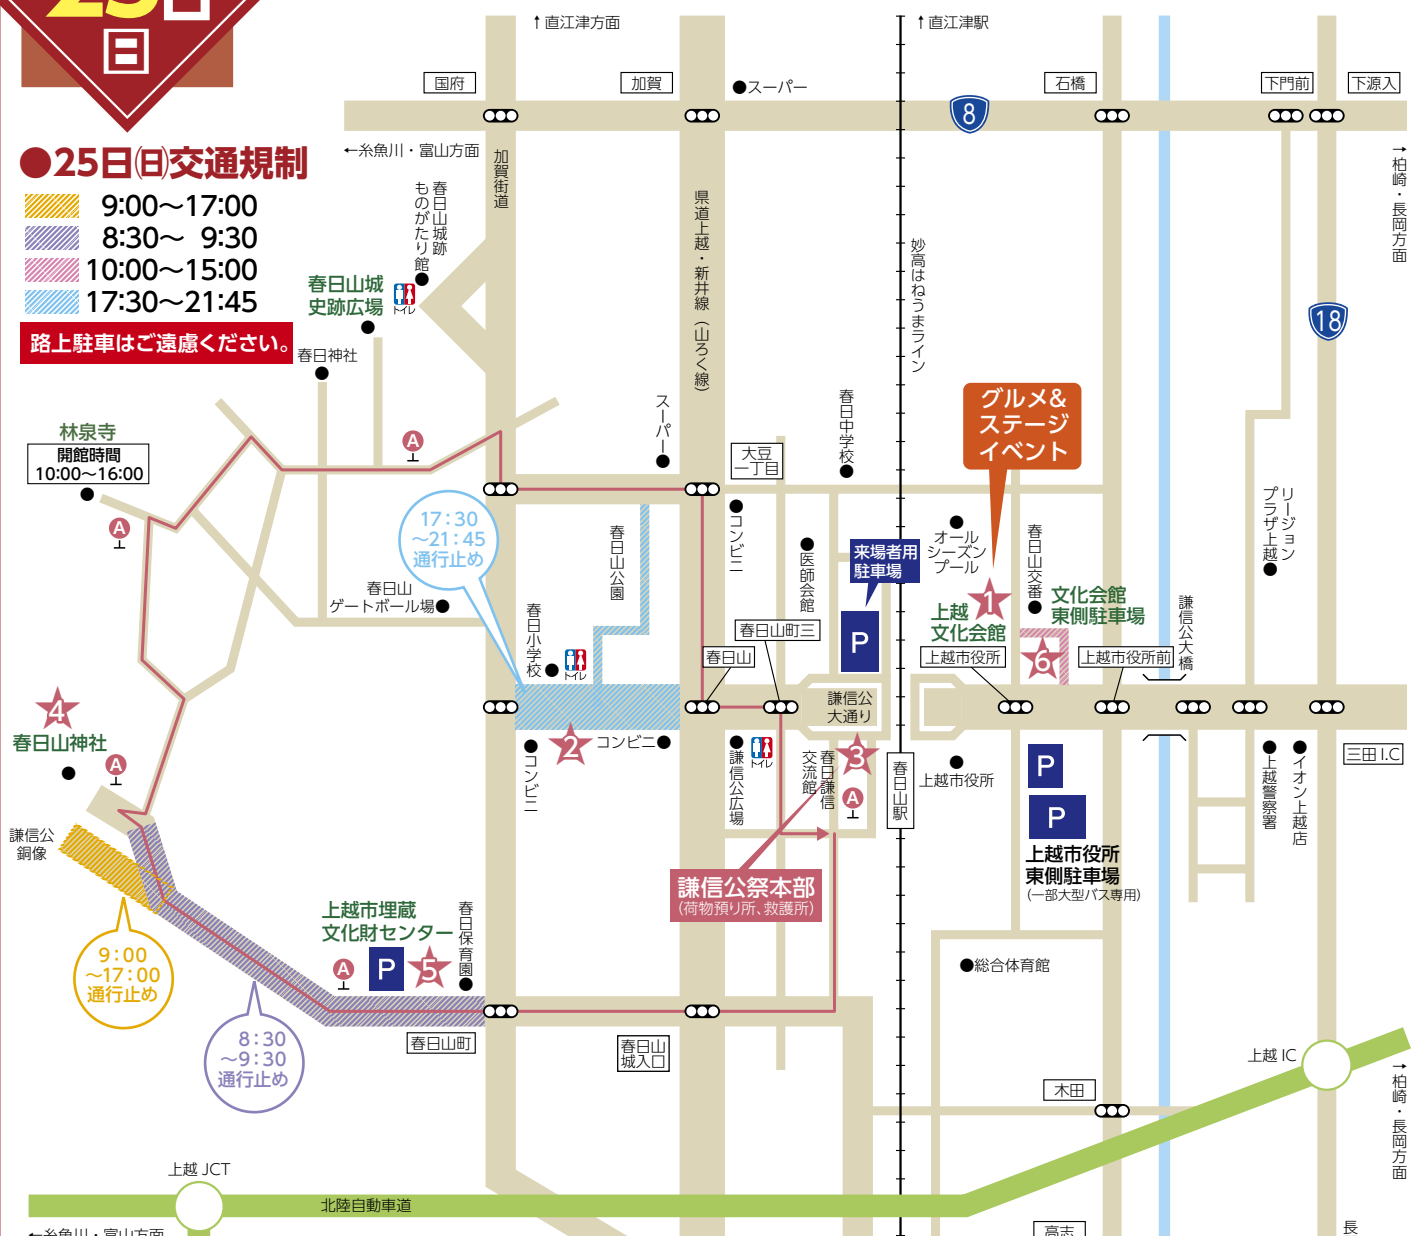 25日
日
●25日(日)交通規制
9:00～17:00
8:30～ 9:30
10:00～15:00
17:30～21:45
路上駐車はご遠慮ください。
↑直江津方面
↑直江津駅
国府
加賀
●スーパー
8
石橋
下門前
下源入
←糸魚川・富山方面
→柏崎・長岡方面
加賀街道
県道上越・新井線（山ろく線）
妙高はねうまライン
18
春日山城跡
ものがたり館
春日山城
史跡広場
トイレ
春日神社
林泉寺
開館時間
10:00～16:00
A
A
スーパー
大豆
一丁目
春日中学校
グルメ&
ステージ
イベント
17:30
～21:45
通行止め
春日山公園
コンビニ
医師会館
来場者用
駐車場
P
オール
シーズン
プール
春日山交番
リージョン
プラザ上越
春日山
ゲートボール場
春日小学校
トイレ
春日山町三
春日山
1
上越
文化会館
文化会館
東側駐車場
6
謙信公大橋
上越市役所
上越市役所前
謙信公
大通り
4
春日山神社
A
2
コンビニ
コンビニ
謙信公広場
トイレ
春日謙信
交流館
3
A
春日山駅
上越市役所
P
P
上越市役所
東側駐車場
(一部大型バス専用)
上越警察署
イオン上越店
三田I.C
謙信公
銅像
謙信公祭本部
(荷物預り所、救護所)
9:00
～17:00
通行止め
上越市埋蔵
文化財センター
A
P
5
春日保育園
8:30
～9:30
通行止め
春日山町
春日山
城入口
●総合体育館
上越 IC
木田
→柏崎・長岡方面
上越 JCT
北陸自動車道
←糸魚川・富山方面
高志
長